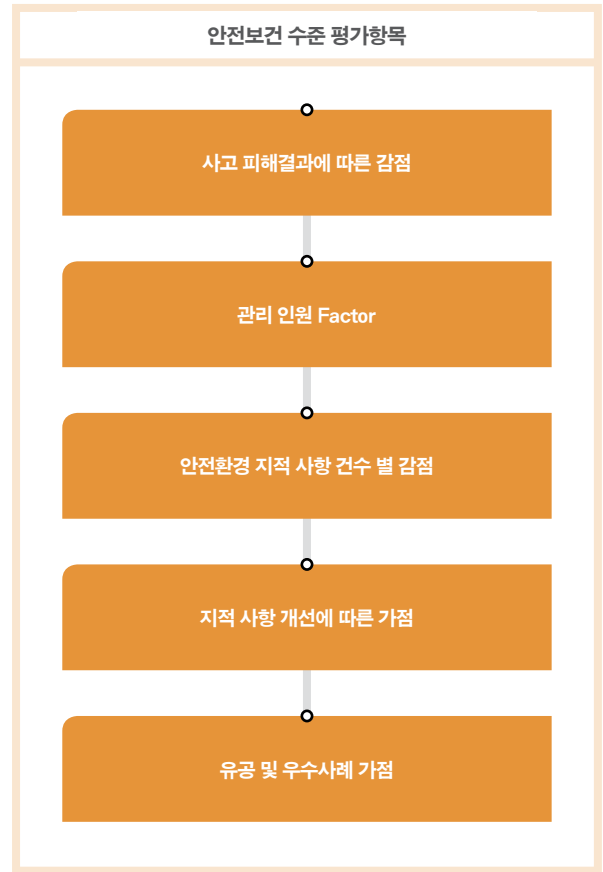 안전보건 수준 평가항목
사고 피해결과에 따른 감점
관리 인원 Factor
안전환경 지적 사항 건수 별 감점
지적 사항 개선에 따른 가점
유공 및 우수사례 가점